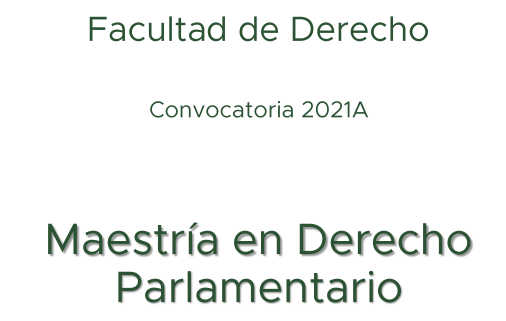 Facultad de Derecho
Convocatoria 2021A
Maestría en Derecho
Parlamentario